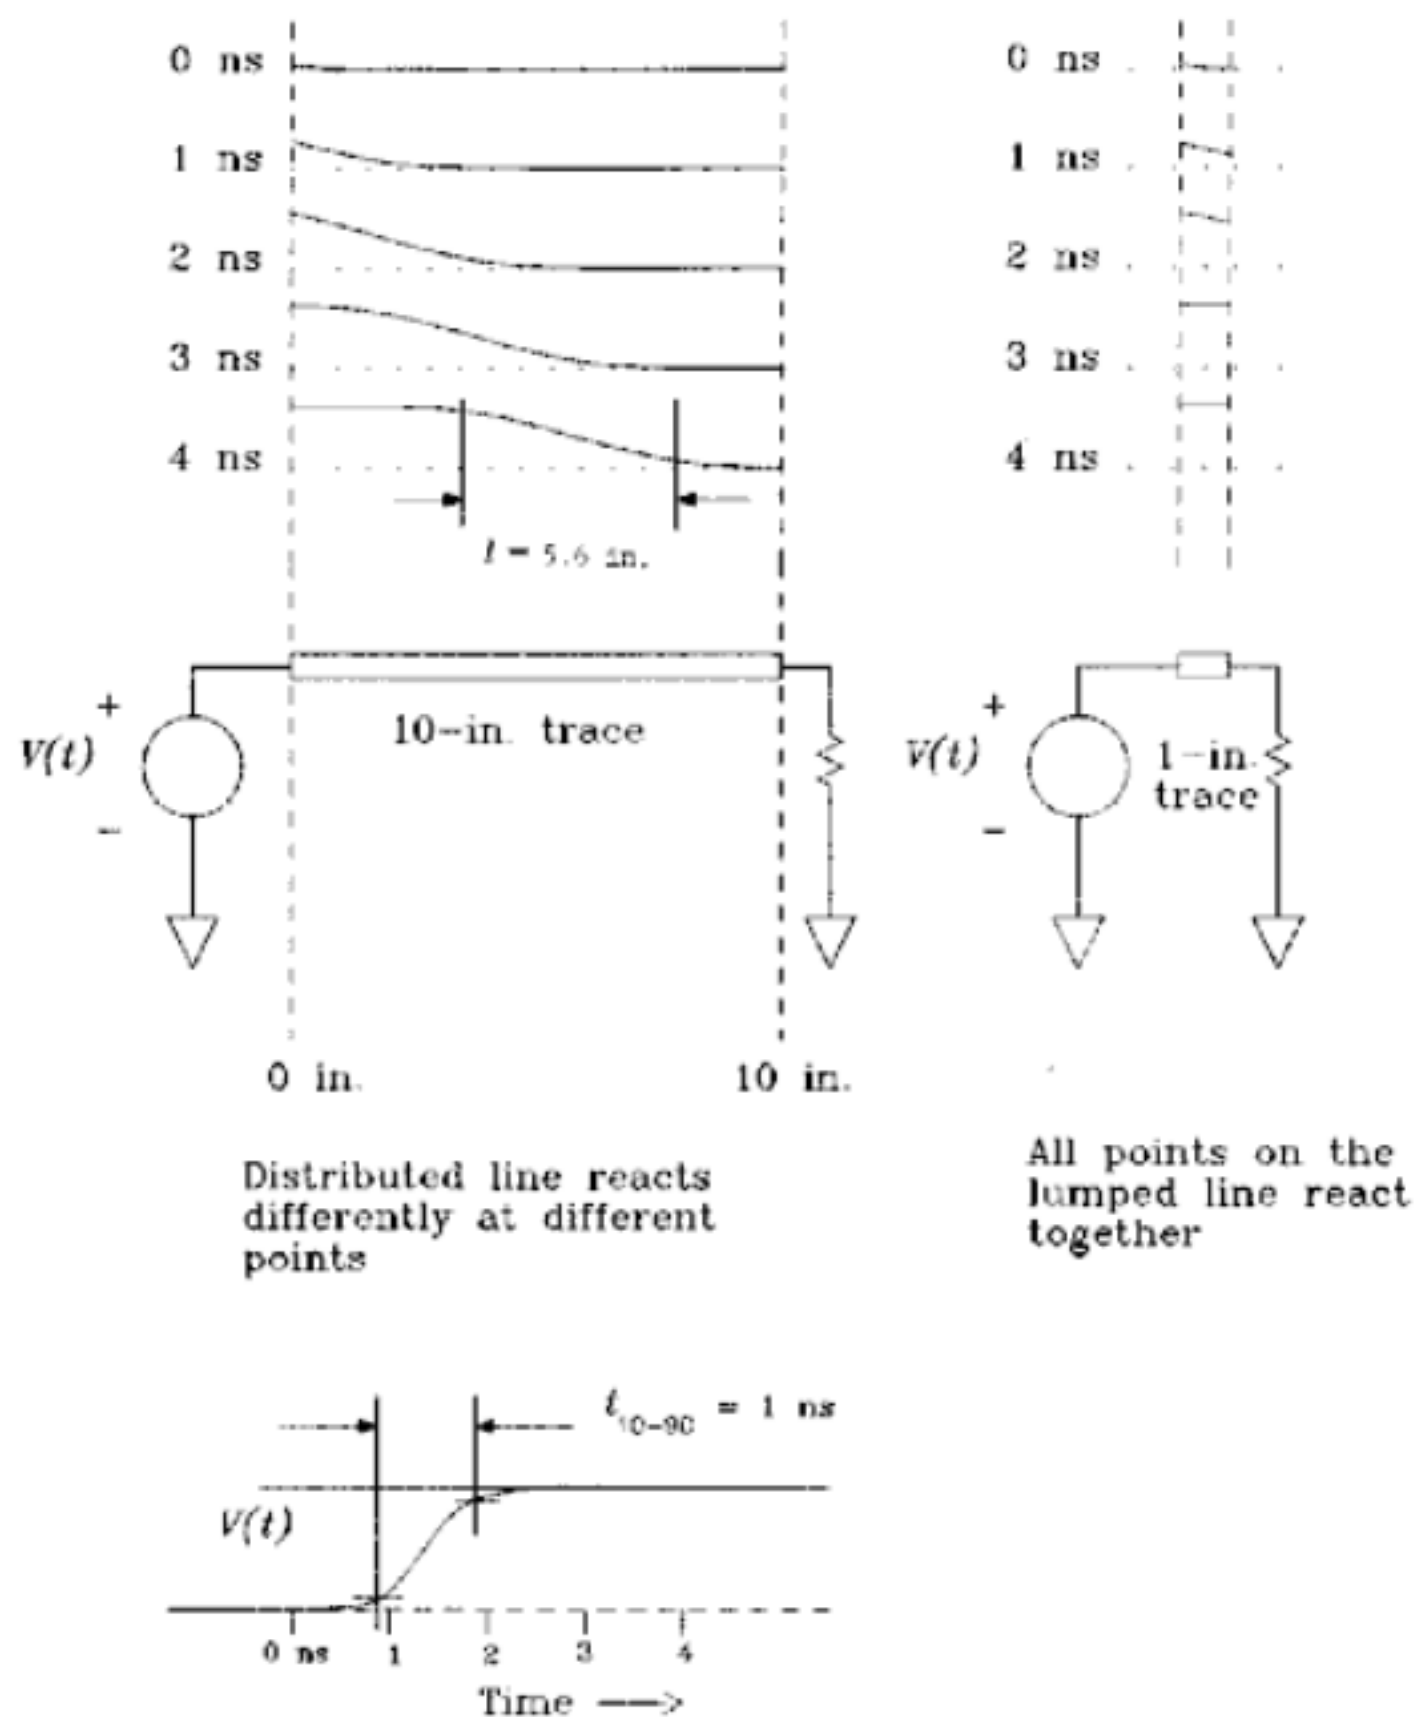 0 ns
1 ns
2 ns
3 ns
4 ns
l = 5.6 in.
+
V(t)
−
10-in. trace
0 in.
10 in.
Distributed line reacts
differently at different
points
0 ns
1 ns
2 ns
3 ns
4 ns
+
V(t)
−
1-in.
trace
All points on the
lumped line react
together
t10-90 = 1 ns
V(t)
0 ns 1 2 3 4
Time